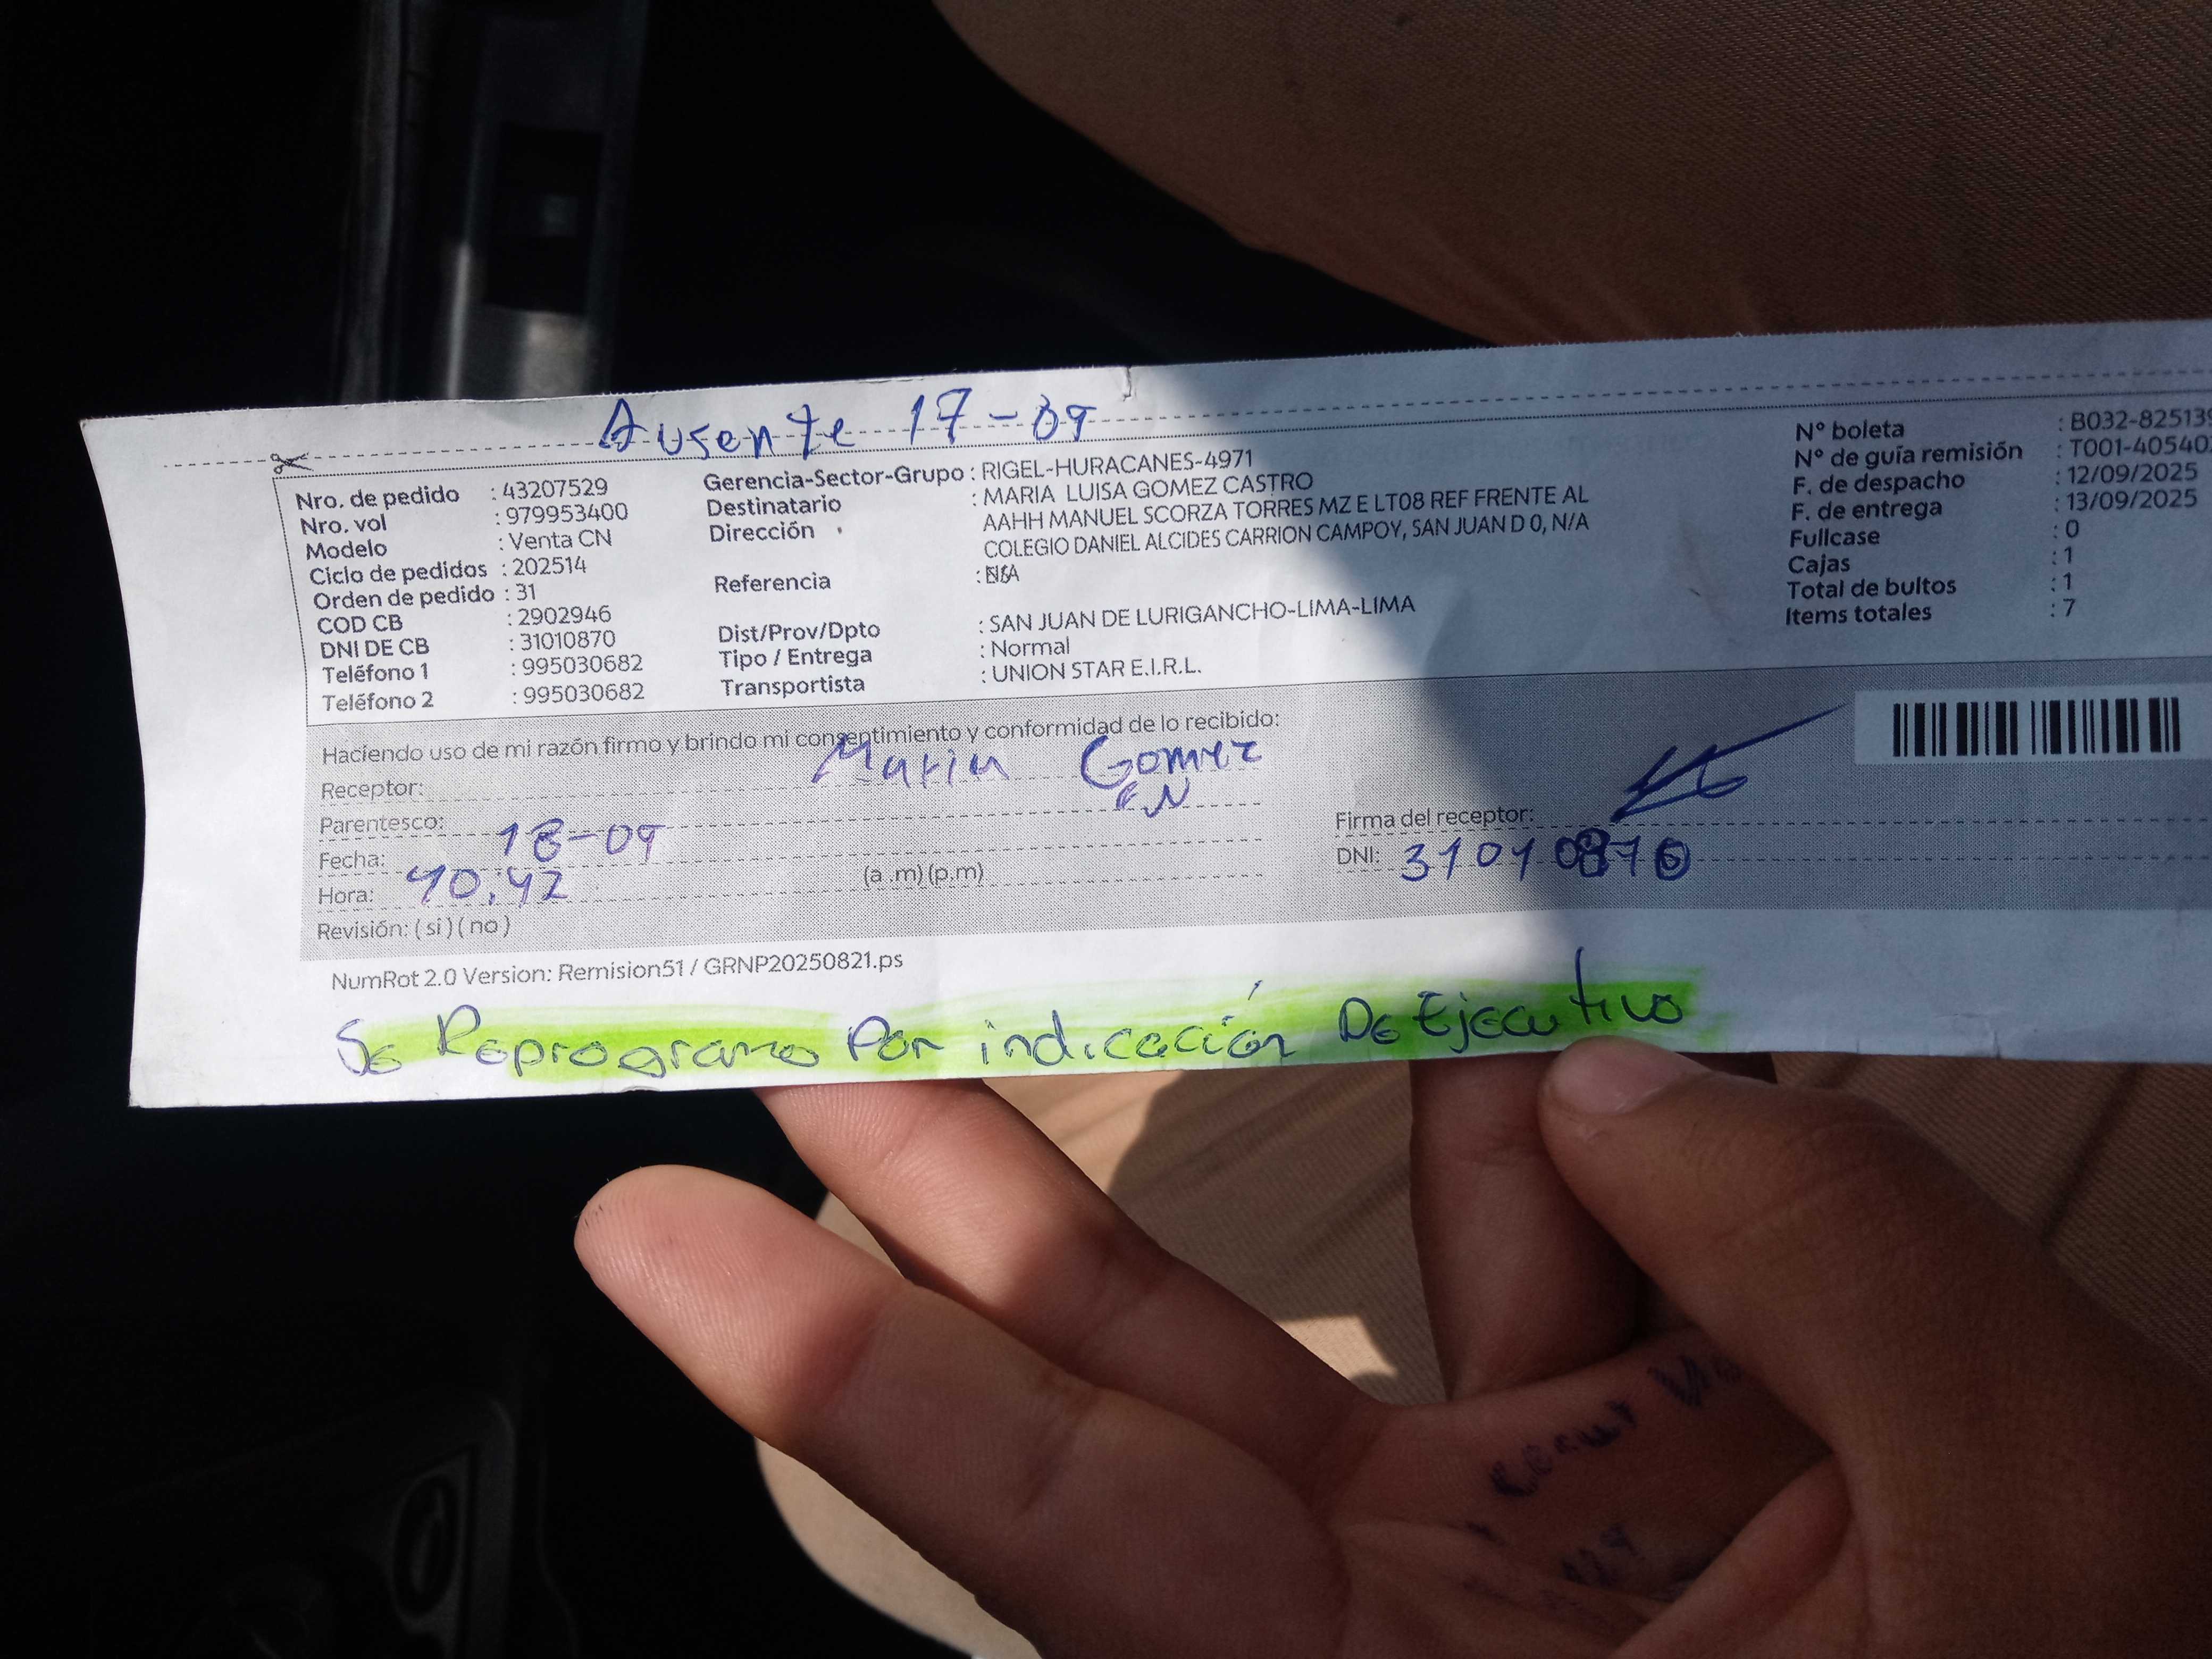 Ausente 17-09
Nro. de pedido : 43207529
Nro. vol : 979953400
Modelo : Venta CN
Ciclo de pedidos : 202514
Orden de pedido : 31
COD CB : 2902946
DNI DE CB : 31010870
Teléfono 1 : 995030682
Teléfono 2 : 995030682
Gerencia-Sector-Grupo : RIGEL-HURACANES-4971
Destinatario : MARIA LUISA GOMEZ CASTRO
Dirección : AAHH MANUEL SCORZA TORRES MZ E LT08 REF FRENTE AL
COLEGIO DANIEL ALCIDES CARRION CAMPOY, SAN JUAN D 0, N/A
Referencia :
Dist/Prov/Dpto : SAN JUAN DE LURIGANCHO-LIMA-LIMA
Tipo / Entrega : Normal
Transportista : UNION STAR E.I.R.L.
Nº boleta : B032-825139
Nº de guía remisión : T001-40540
F. de despacho : 12/09/2025
F. de entrega : 13/09/2025
Fullcase : 0
Cajas : 1
Total de bultos : 1
Items totales : 7
Haciendo uso de mi razón firmo y brindo mi consentimiento y conformidad de lo recibido:
Receptor: Maria Gomez
Parentesco:
Fecha: 18-09
Hora: 10:42 (a .m) (p.m)
Revisión: ( si ) ( no )
Firma del receptor:
DNI: 31010870
NumRot 2.0 Version: Remision51 / GRNP20250821.ps
Se Reprogramo Por indicación De Ejecutivo